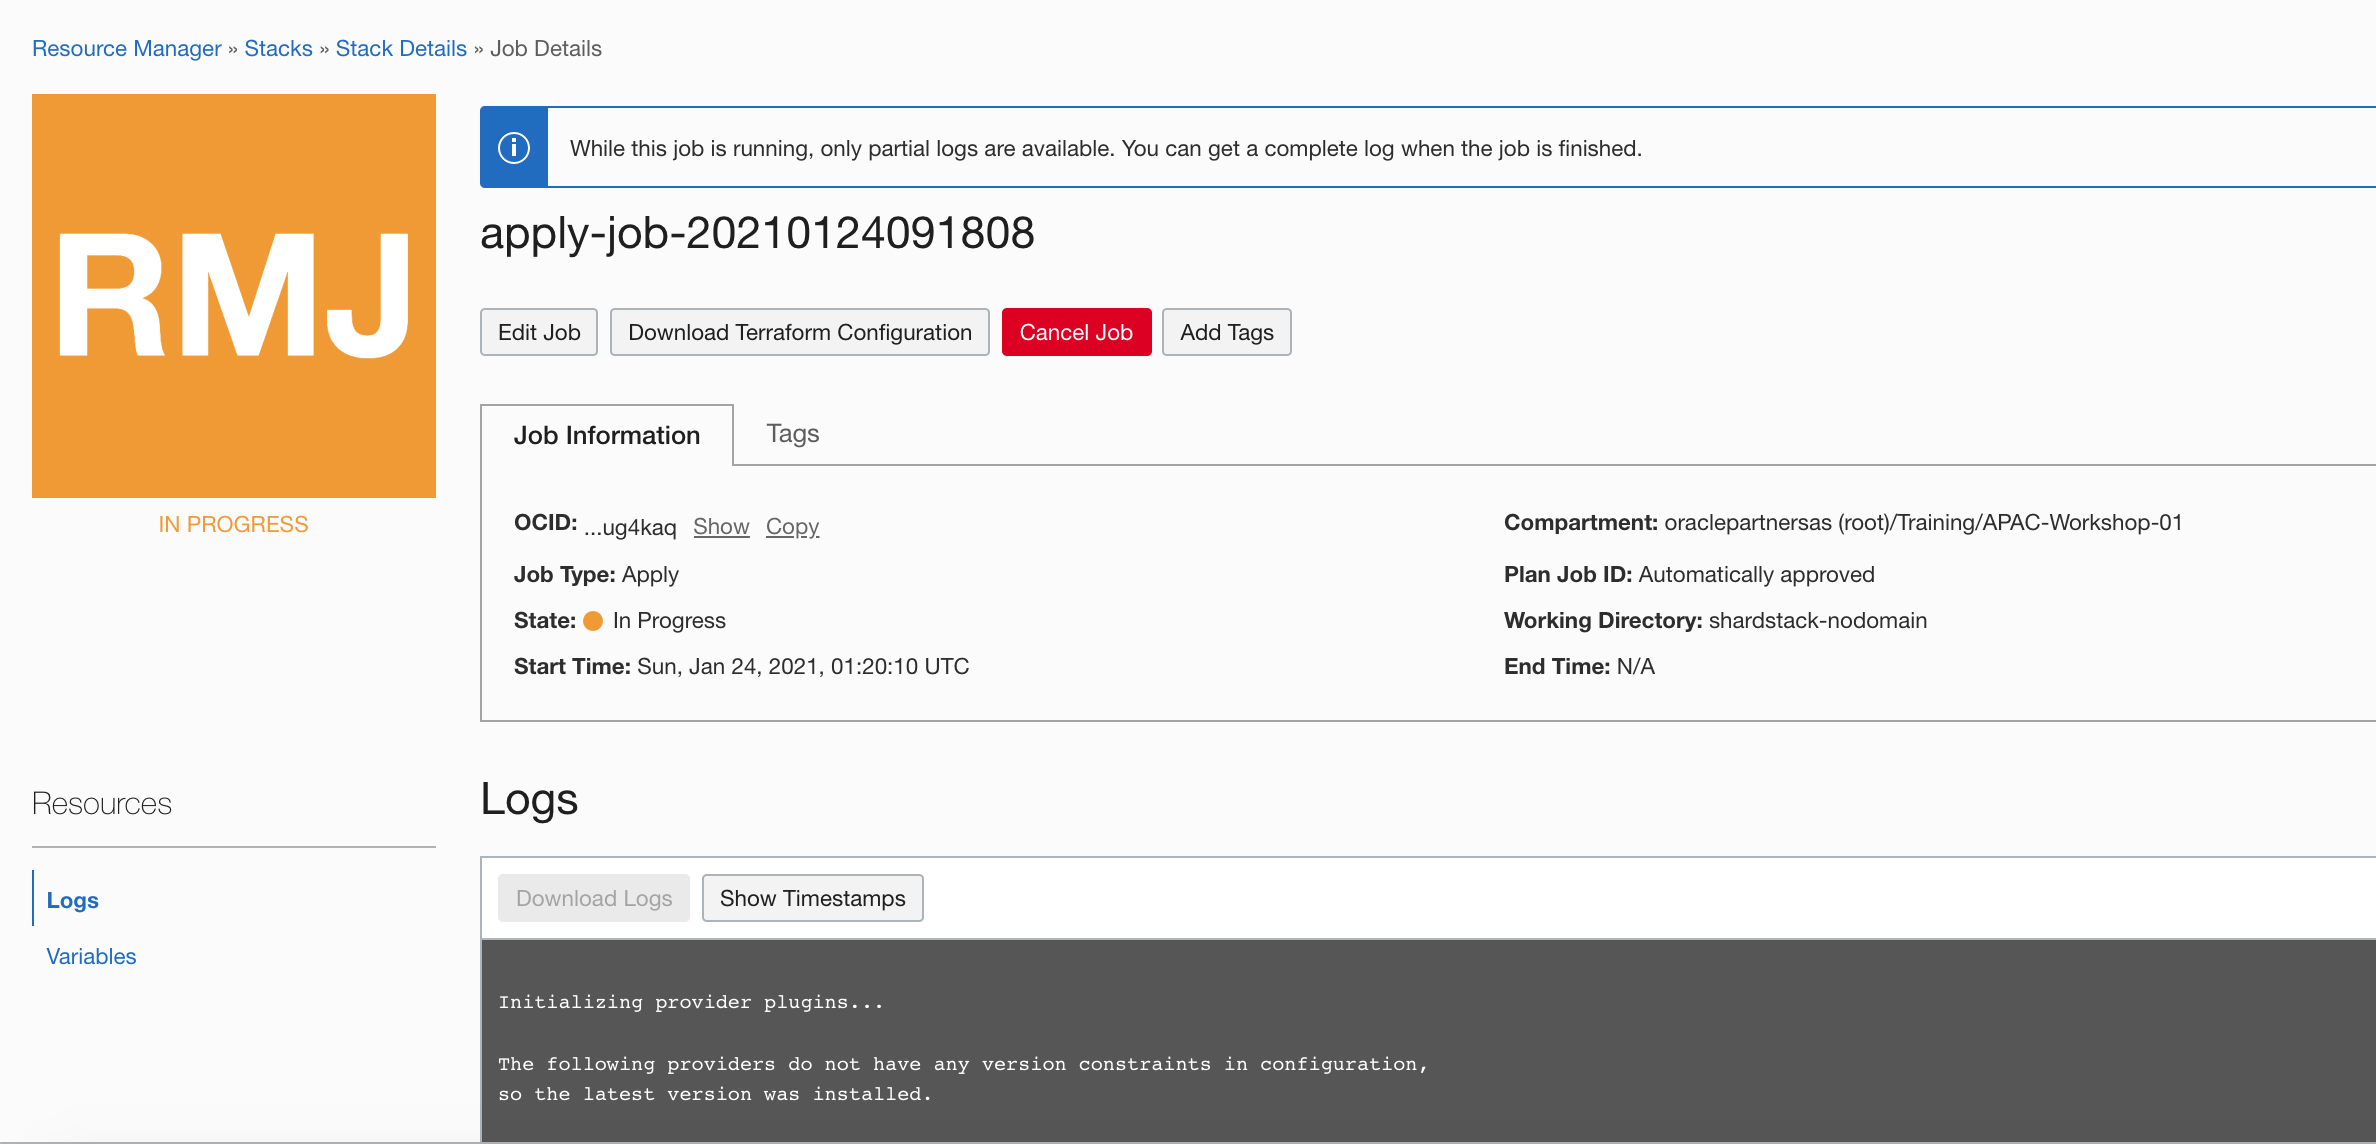 Resource Manager » Stacks » Stack Details » Job Details
RMJ
IN PROGRESS
While this job is running, only partial logs are available. You can get a complete log when the job is finished.
apply-job-20210124091808
Edit Job Download Terraform Configuration Cancel Job Add Tags
Job Information Tags
OCID: ...ug4kaq Show Copy Compartment: oraclepartnersas (root)/Training/APAC-Workshop-01
Job Type: Apply Plan Job ID: Automatically approved
State: In Progress Working Directory: shardstack-nodomain
Start Time: Sun, Jan 24, 2021, 01:20:10 UTC End Time: N/A
Resources
Logs
Variables
Logs
Download Logs Show Timestamps
Initializing provider plugins...
The following providers do not have any version constraints in configuration,
so the latest version was installed.